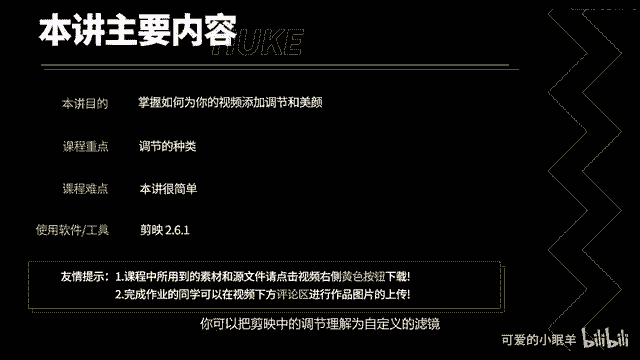 本讲主要内容
HUKE
本讲目的 掌握如何为你的视频添加调节和美颜
课程重点 调节的种类
课程难点 本讲很简单
使用软件/工具 剪映 2.6.1
友情提示：1.课程中所用到的素材和源文件请点击视频右侧黄色按钮下载!
2.完成作业的同学可以在视频下方评论区进行作品图片的上传!
你可以把剪映中的调节理解为自定义的滤镜
可爱的小眠羊 bilibili